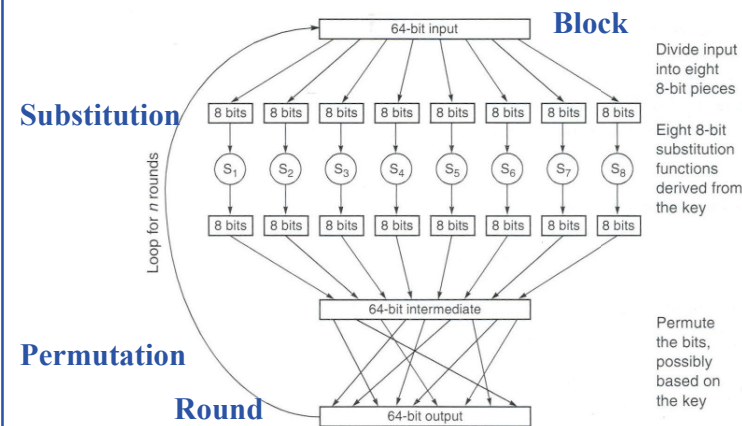 64-bit input
Block
Divide input
into eight
8-bit pieces
Substitution
8 bits 8 bits 8 bits 8 bits 8 bits 8 bits 8 bits 8 bits
Eight 8-bit
substitution
functions
derived from
the key
S1 S2 S3 S4 S5 S6 S7 S8
8 bits 8 bits 8 bits 8 bits 8 bits 8 bits 8 bits 8 bits
Loop for n rounds
64-bit intermediate
Permutation
Permute
the bits,
possibly
based on
the key
Round
64-bit output